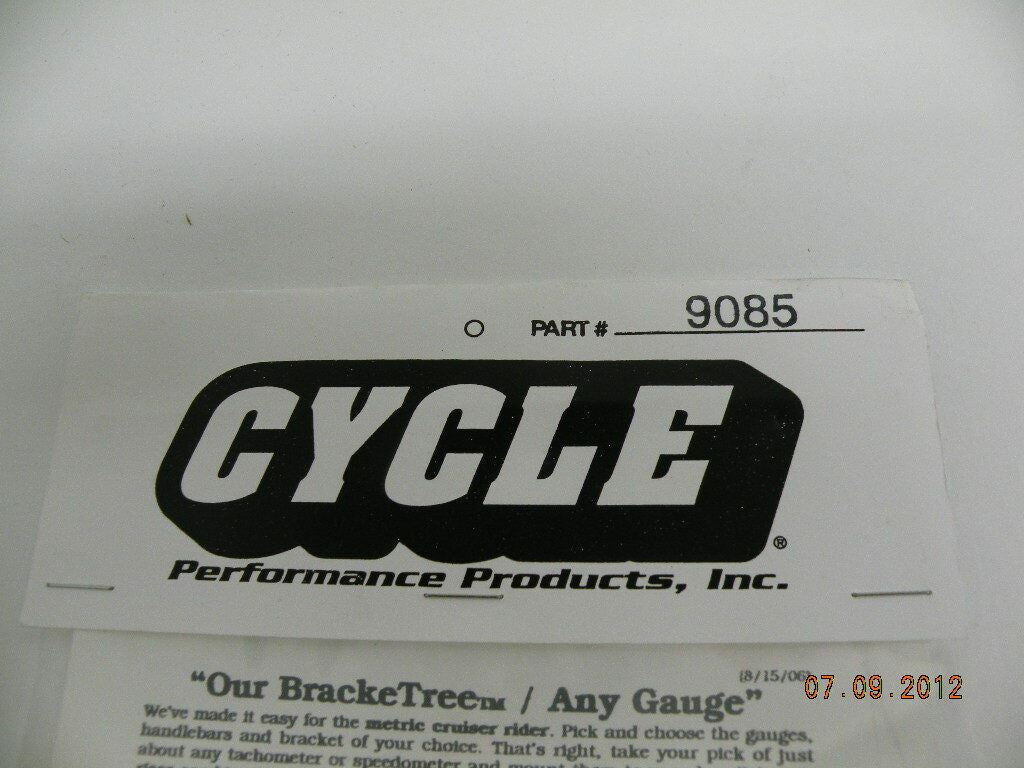 PART # 9085
CYCLE®
Performance Products, Inc.
(8/15/06)
"Our BrackeTree™ / Any Gauge"
We've made it easy for the metric cruiser rider. Pick and choose the gauges,
handlebars and bracket of your choice. That's right, take your pick of just
about any tachometer or speedometer and mount them
07.09.2012